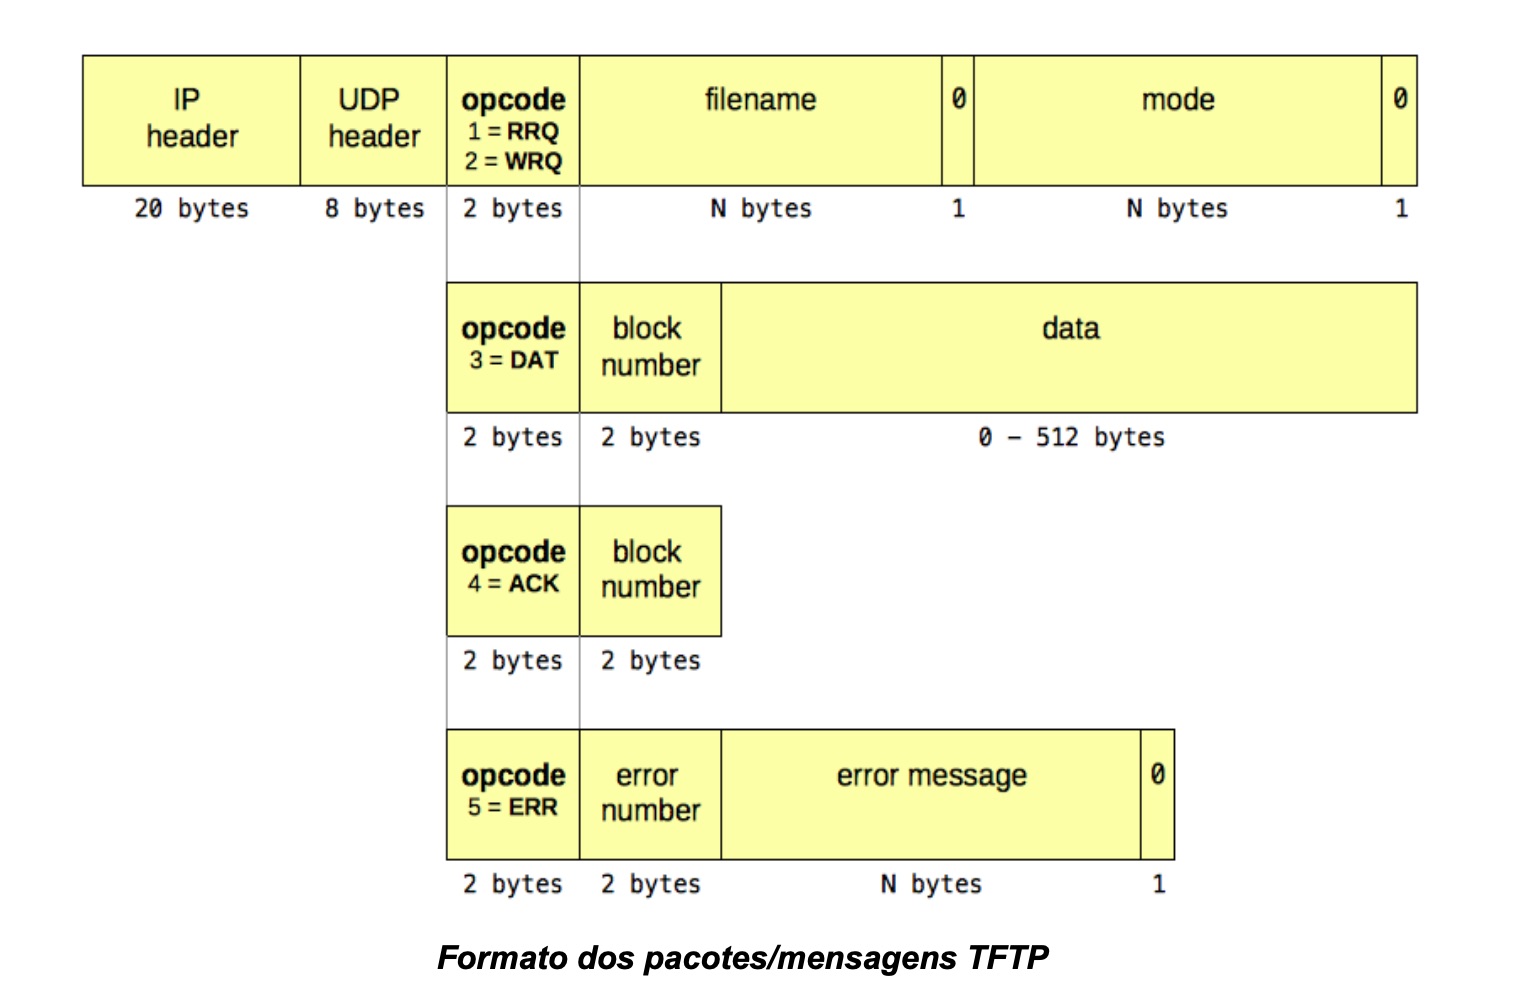 IP header
UDP header
opcode
1 = RRQ
2 = WRQ
filename
0
mode
0
20 bytes
8 bytes
2 bytes
N bytes
1
N bytes
1
opcode
3 = DAT
block number
data
2 bytes
2 bytes
0 – 512 bytes
opcode
4 = ACK
block number
2 bytes
2 bytes
opcode
5 = ERR
error number
error message
0
2 bytes
2 bytes
N bytes
1
Formato dos pacotes/mensagens TFTP